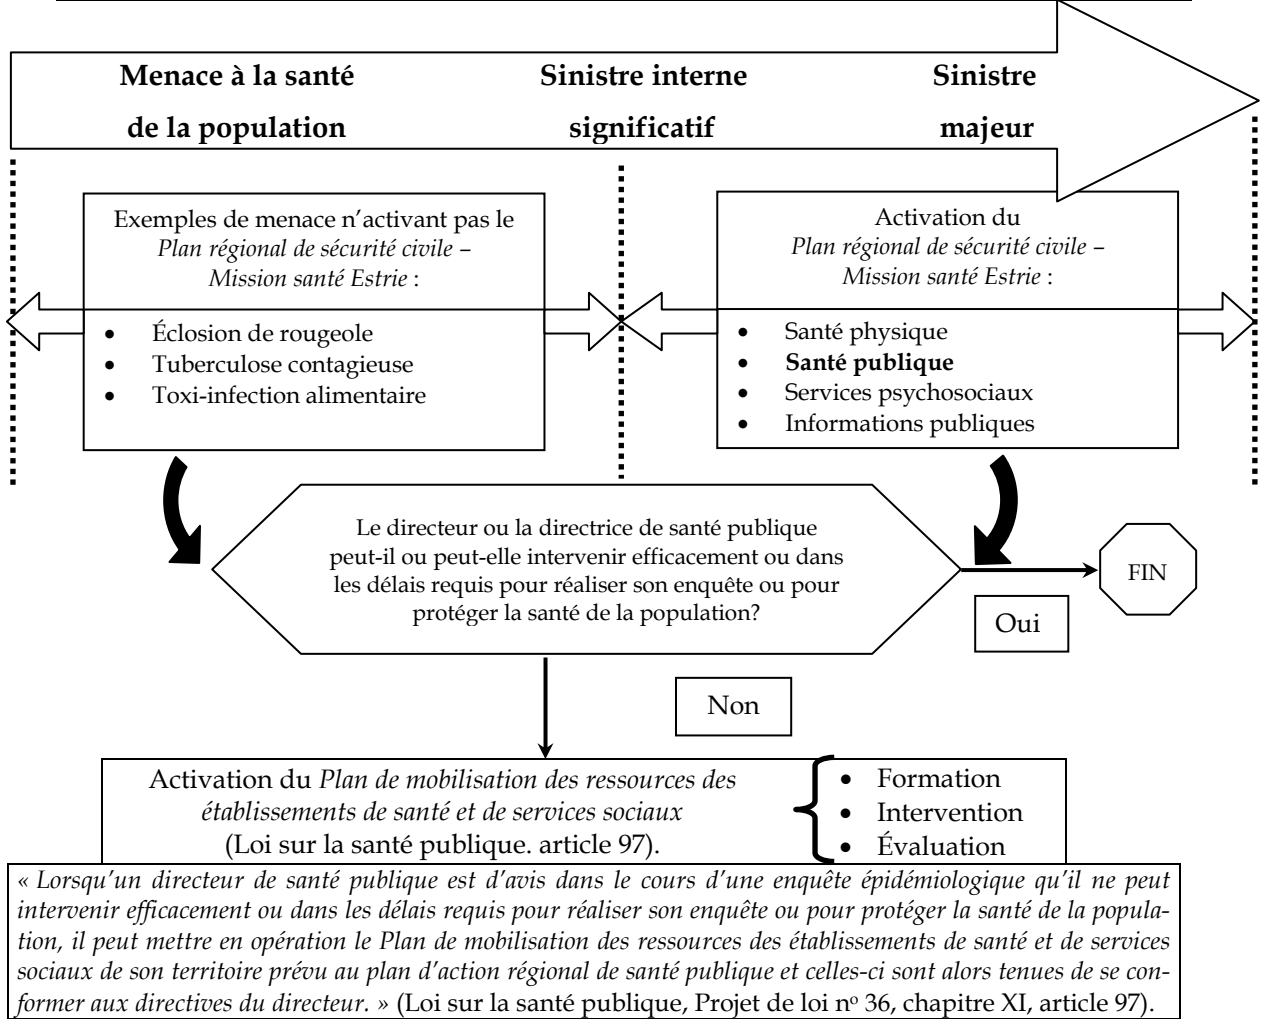 Menace à la santé
de la population
Sinistre interne
significatif
Sinistre
majeur
Exemples de menace n’activant pas le
Plan régional de sécurité civile –
Mission santé Estrie :
• Éclosion de rougeole
• Tuberculose contagieuse
• Toxi-infection alimentaire
Activation du
Plan régional de sécurité civile –
Mission santé Estrie :
• Santé physique
• Santé publique
• Services psychosociaux
• Informations publiques
Le directeur ou la directrice de santé publique
peut-il ou peut-elle intervenir efficacement ou dans
les délais requis pour réaliser son enquête ou pour
protéger la santé de la population?
FIN
Oui
Non
Activation du Plan de mobilisation des ressources des
établissements de santé et de services sociaux
(Loi sur la santé publique. article 97).
• Formation
• Intervention
• Évaluation
« Lorsqu’un directeur de santé publique est d’avis dans le cours d’une enquête épidémiologique qu’il ne peut
intervenir efficacement ou dans les délais requis pour réaliser son enquête ou pour protéger la santé de la popula-
tion, il peut mettre en opération le Plan de mobilisation des ressources des établissements de santé et de services
sociaux de son territoire prévu au plan d’action régional de santé publique et celles-ci sont alors tenues de se con-
former aux directives du directeur. » (Loi sur la santé publique, Projet de loi nº 36, chapitre XI, article 97).